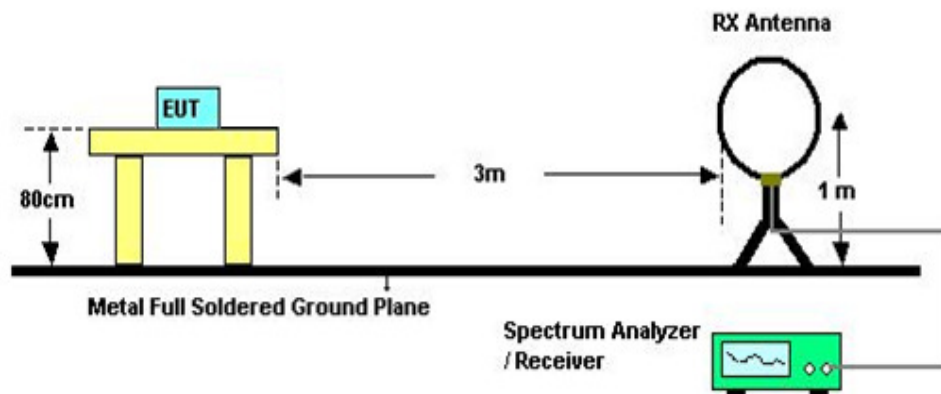 RX Antenna
EUT
3m
80cm
1 m
Metal Full Soldered Ground Plane
Spectrum Analyzer
/ Receiver